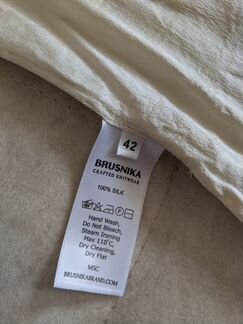 42
BRUSNIKA
CRAFTED KNITWEAR
100% SILK
Hand Wash,
Do Not Bleach,
Steam Ironing
Max 110°C,
Dry Cleaning,
Dry Flat
MSC
BRUSNIKABRAND.COM